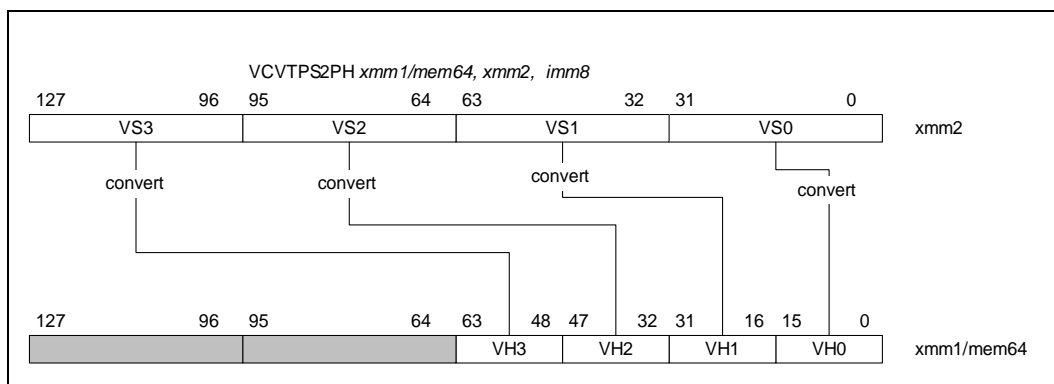 VCVTPS2PH xmm1/mem64, xmm2, imm8
127 96 95 64 63 32 31 0
VS3 VS2 VS1 VS0 xmm2
convert convert convert convert
127 96 95 64 63 48 47 32 31 16 15 0
VH3 VH2 VH1 VH0 xmm1/mem64